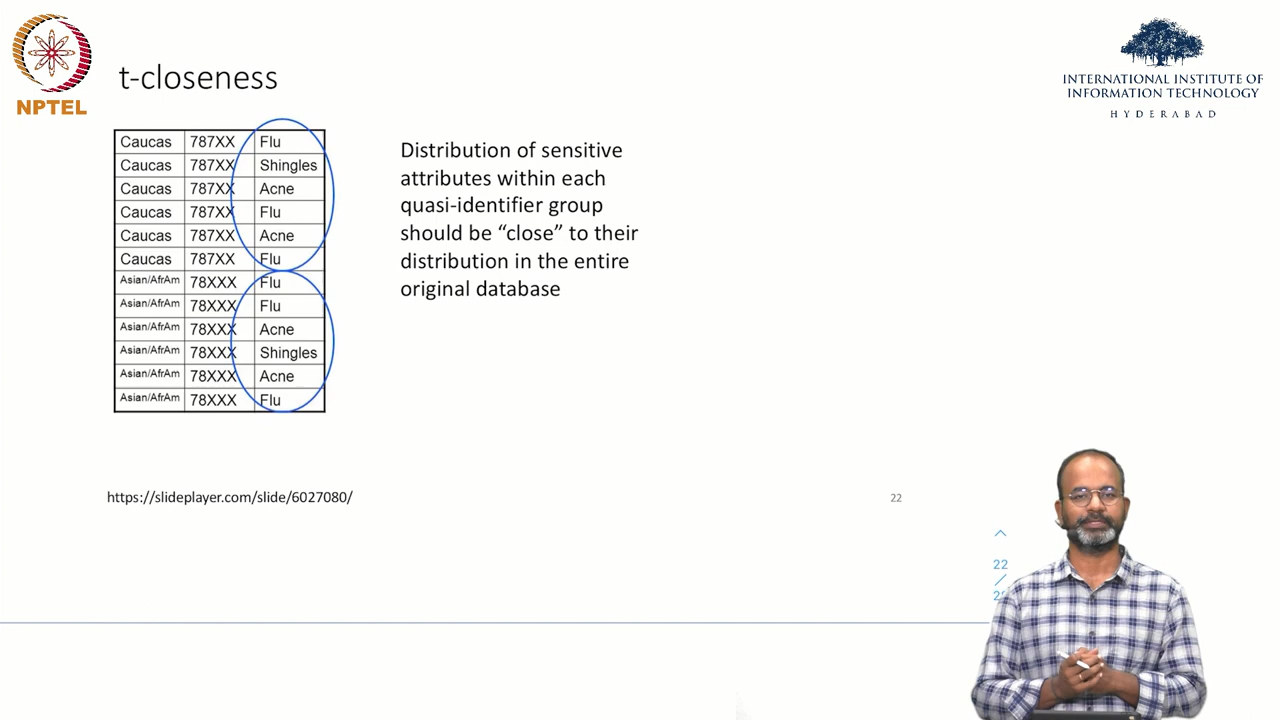 NPTEL
t-closeness
INTERNATIONAL INSTITUTE OF
INFORMATION TECHNOLOGY
HYDERABAD
Caucas 787XX Flu
Caucas 787XX Shingles
Caucas 787XX Acne
Caucas 787XX Flu
Caucas 787XX Acne
Caucas 787XX Flu
Asian/AfrAm 78XXX Flu
Asian/AfrAm 78XXX Flu
Asian/AfrAm 78XXX Acne
Asian/AfrAm 78XXX Shingles
Asian/AfrAm 78XXX Acne
Asian/AfrAm 78XXX Flu
Distribution of sensitive
attributes within each
quasi-identifier group
should be “close” to their
distribution in the entire
original database
https://slideplayer.com/slide/6027080/
22
22
/